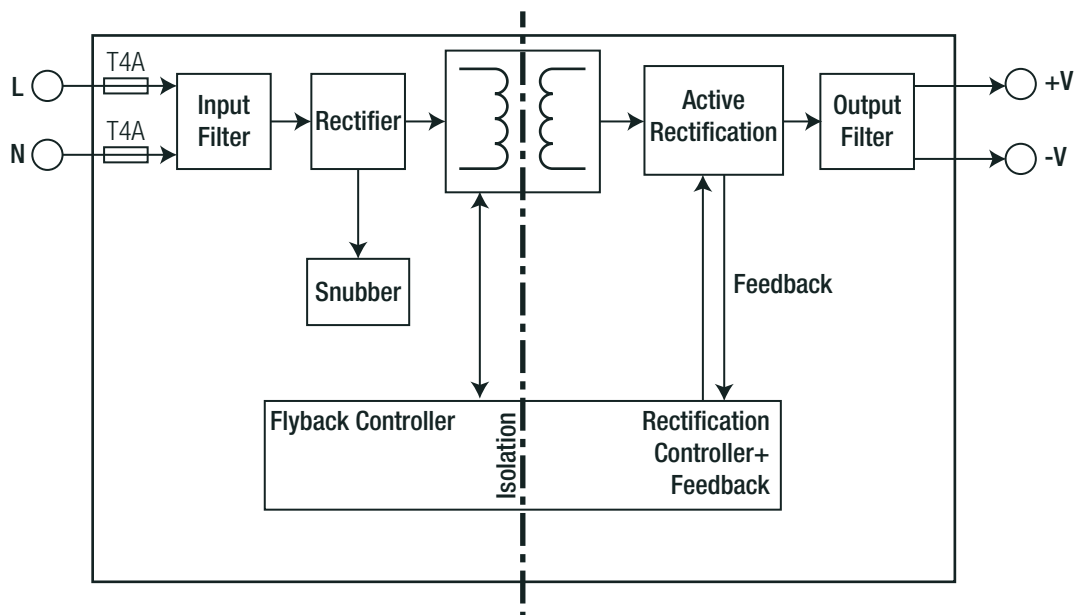 T4A
L
T4A
N
Input
Filter
Rectifier
Active
Rectification
Output
Filter
+V
-V
Snubber
Feedback
Flyback Controller
Isolation
Rectification
Controller+
Feedback